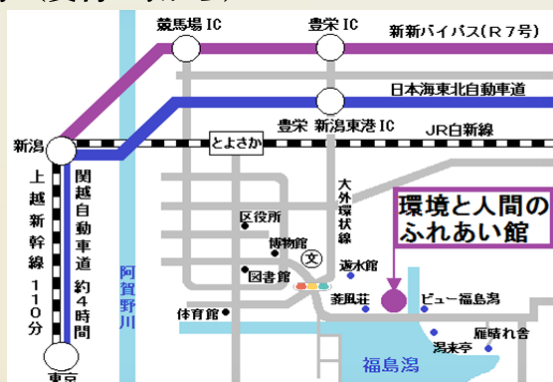 競馬場 IC
豊栄 IC
新新バイパス(R7号)
日本海東北自動車道
豊栄 新潟東港 IC
JR白新線
新潟
とよさか
上越新幹線 110分
関越自動車道 約4時間
大外環状線
環境と人間の
ふれあい館
区役所
博物館
文
遊水館
図書館
菱風荘
ビュー福島潟
体育館
雁晴れ舎
潟来亭
阿賀野川
福島潟
東京